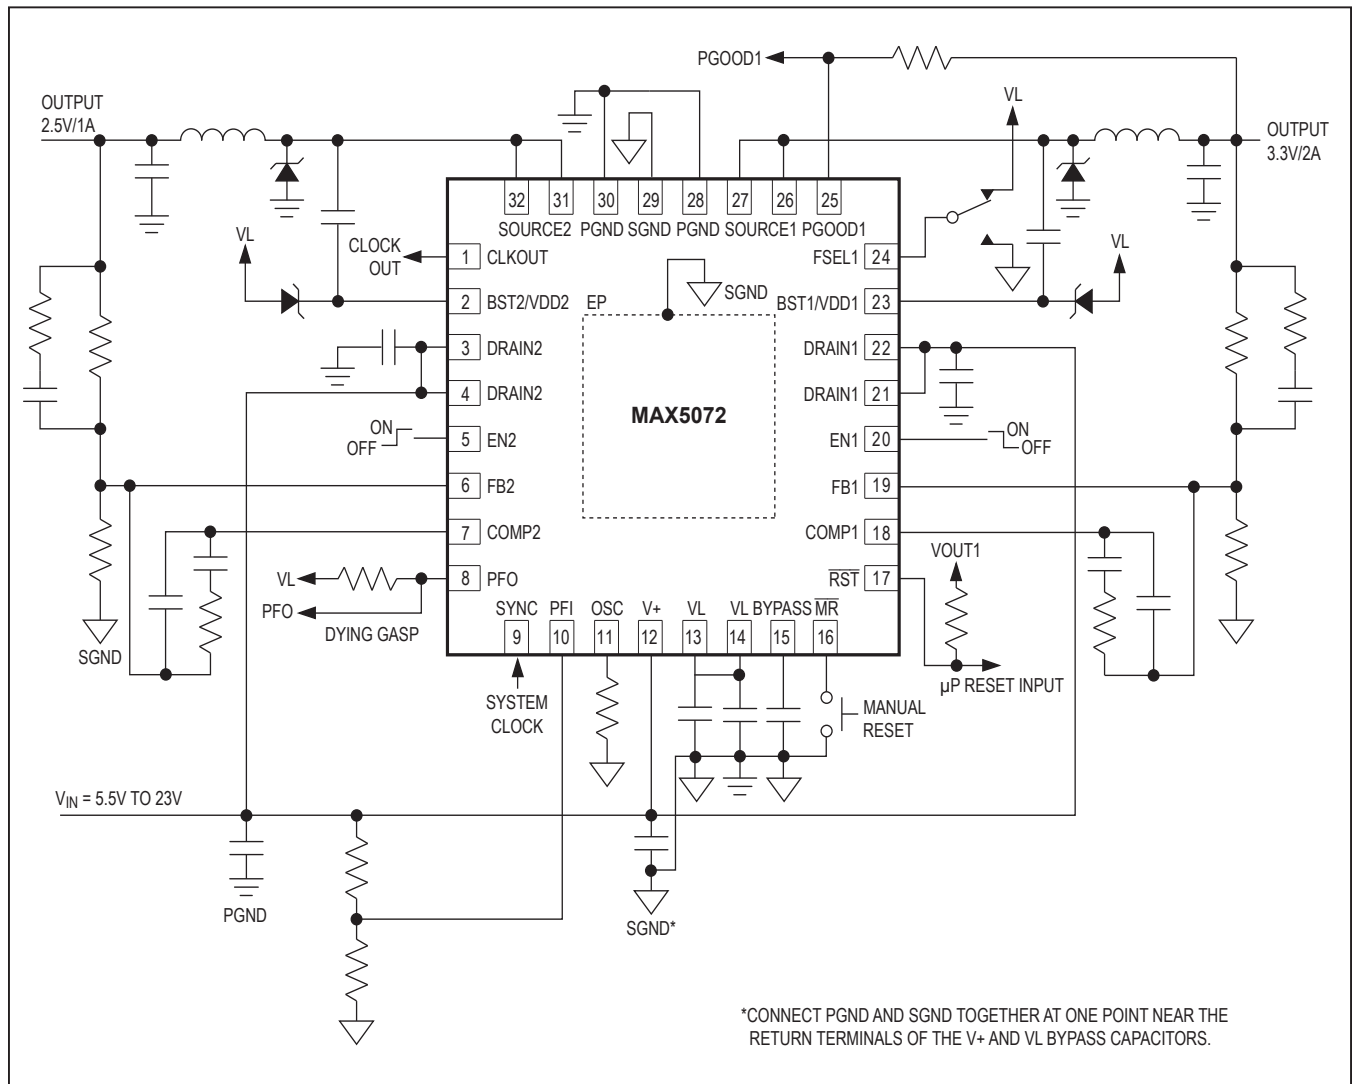 PGOOD1
OUTPUT
2.5V/1A
VL
OUTPUT
3.3V/2A
32 31 30 29 28 27 26 25
SOURCE2 PGND SGND PGND SOURCE1 PGOOD1
VL
CLOCK
OUT
1 CLKOUT
FSEL1 24
VL
SGND
2 BST2/VDD2
EP
BST1/VDD1 23
3 DRAIN2
DRAIN1 22
4 DRAIN2
DRAIN1 21
MAX5072
ON
OFF
5 EN2
EN1 20
ON
OFF
6 FB2
FB1 19
7 COMP2
COMP1 18
VOUT1
VL
8 PFO
RST 17
PFO
DYING GASP
SYNC PFI OSC V+ VL VL BYPASS MR
9 10 11 12 13 14 15 16
SGND
µP RESET INPUT
SYSTEM
CLOCK
MANUAL
RESET
VIN = 5.5V TO 23V
PGND
SGND*
*CONNECT PGND AND SGND TOGETHER AT ONE POINT NEAR THE
RETURN TERMINALS OF THE V+ AND VL BYPASS CAPACITORS.